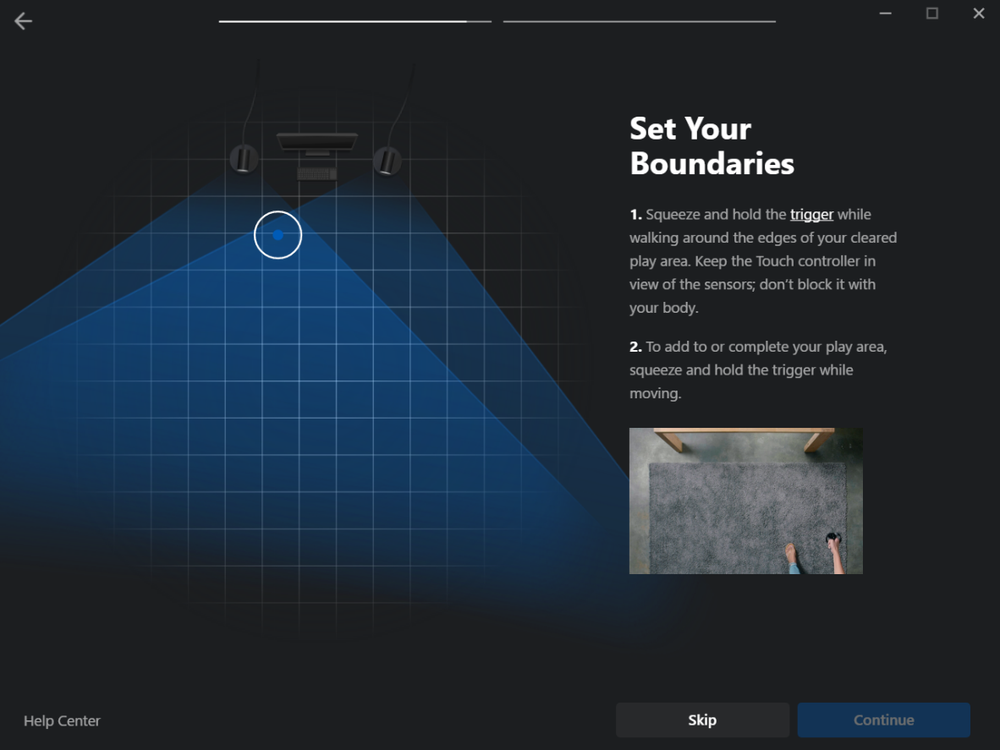 Set Your
Boundaries
1. Squeeze and hold the trigger while
walking around the edges of your cleared
play area. Keep the Touch controller in
view of the sensors; don’t block it with
your body.
2. To add to or complete your play area,
squeeze and hold the trigger while
moving.
Help Center
Skip
Continue